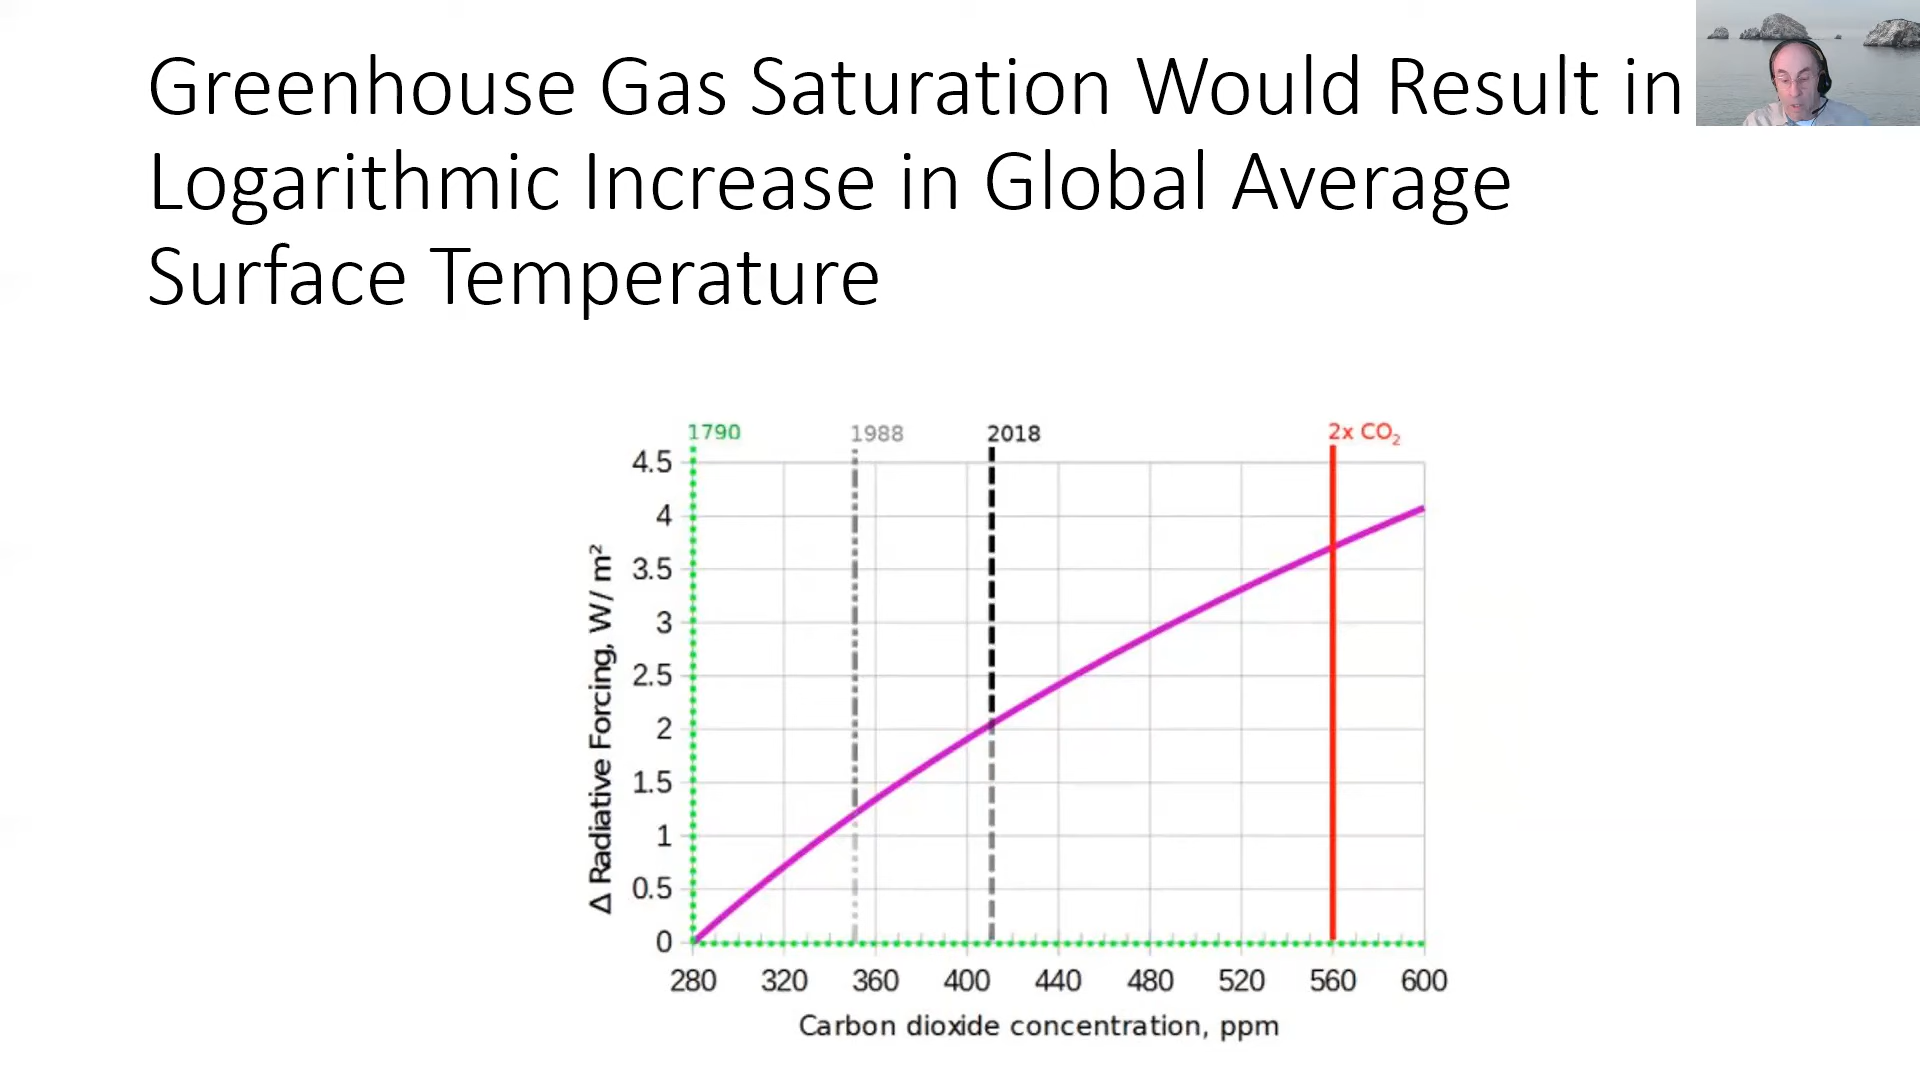 Greenhouse Gas Saturation Would Result in
Logarithmic Increase in Global Average
Surface Temperature
1790
1988
2018
2x CO₂
4.5
4
3.5
3
2.5
2
1.5
1
0.5
0
Δ Radiative Forcing, W/ m²
280 320 360 400 440 480 520 560 600
Carbon dioxide concentration, ppm